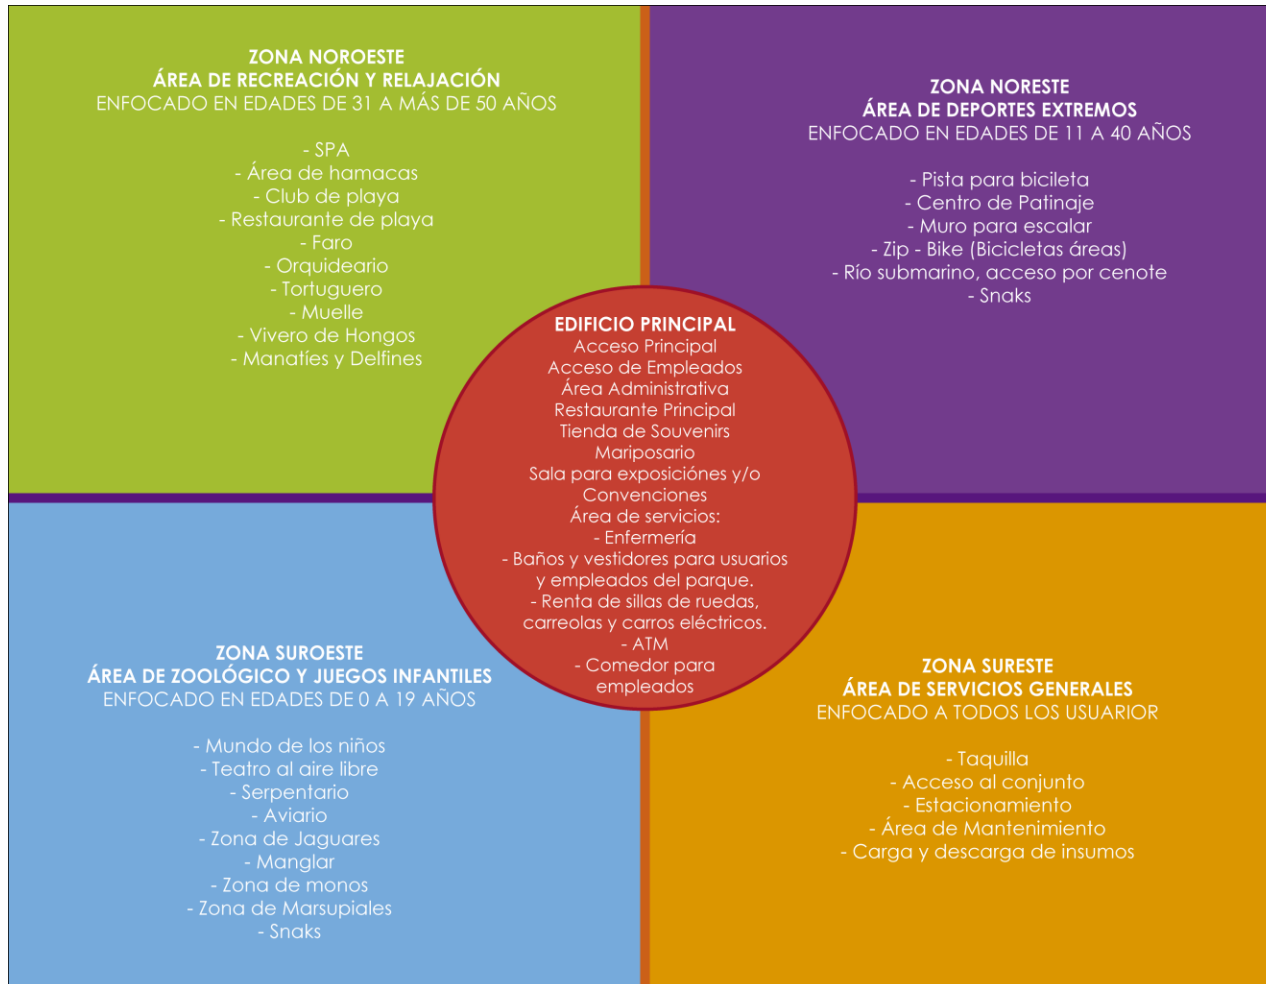 ZONA NOROESTE
ÁREA DE RECREACIÓN Y RELAJACIÓN
ENFOCADO EN EDADES DE 31 A MÁS DE 50 AÑOS
- SPA
- Área de hamacas
- Club de playa
- Restaurante de playa
- Faro
- Orquideario
- Tortuguero
- Muelle
- Vivero de Hongos
- Manatíes y Delfines
ZONA NORESTE
ÁREA DE DEPORTES EXTREMOS
ENFOCADO EN EDADES DE 11 A 40 AÑOS
- Pista para bicileta
- Centro de Patinaje
- Muro para escalar
- Zip - Bike (Bicicletas áreas)
- Río submarino, acceso por cenote
- Snaks
EDIFICIO PRINCIPAL
Acceso Principal
Acceso de Empleados
Área Administrativa
Restaurante Principal
Tienda de Souvenirs
Mariposario
Sala para exposiciónes y/o
Convenciones
Área de servicios:
- Enfermería
- Baños y vestidores para usuarios
y empleados del parque.
- Renta de sillas de ruedas,
carreolas y carros eléctricos.
- ATM
- Comedor para
empleados
ZONA SUROESTE
ÁREA DE ZOOLÓGICO Y JUEGOS INFANTILES
ENFOCADO EN EDADES DE 0 A 19 AÑOS
- Mundo de los niños
- Teatro al aire libre
- Serpentario
- Aviario
- Zona de Jaguares
- Manglar
- Zona de monos
- Zona de Marsupiales
- Snaks
ZONA SURESTE
ÁREA DE SERVICIOS GENERALES
ENFOCADO A TODOS LOS USUARIOR
- Taquilla
- Acceso al conjunto
- Estacionamiento
- Área de Mantenimiento
- Carga y descarga de insumos